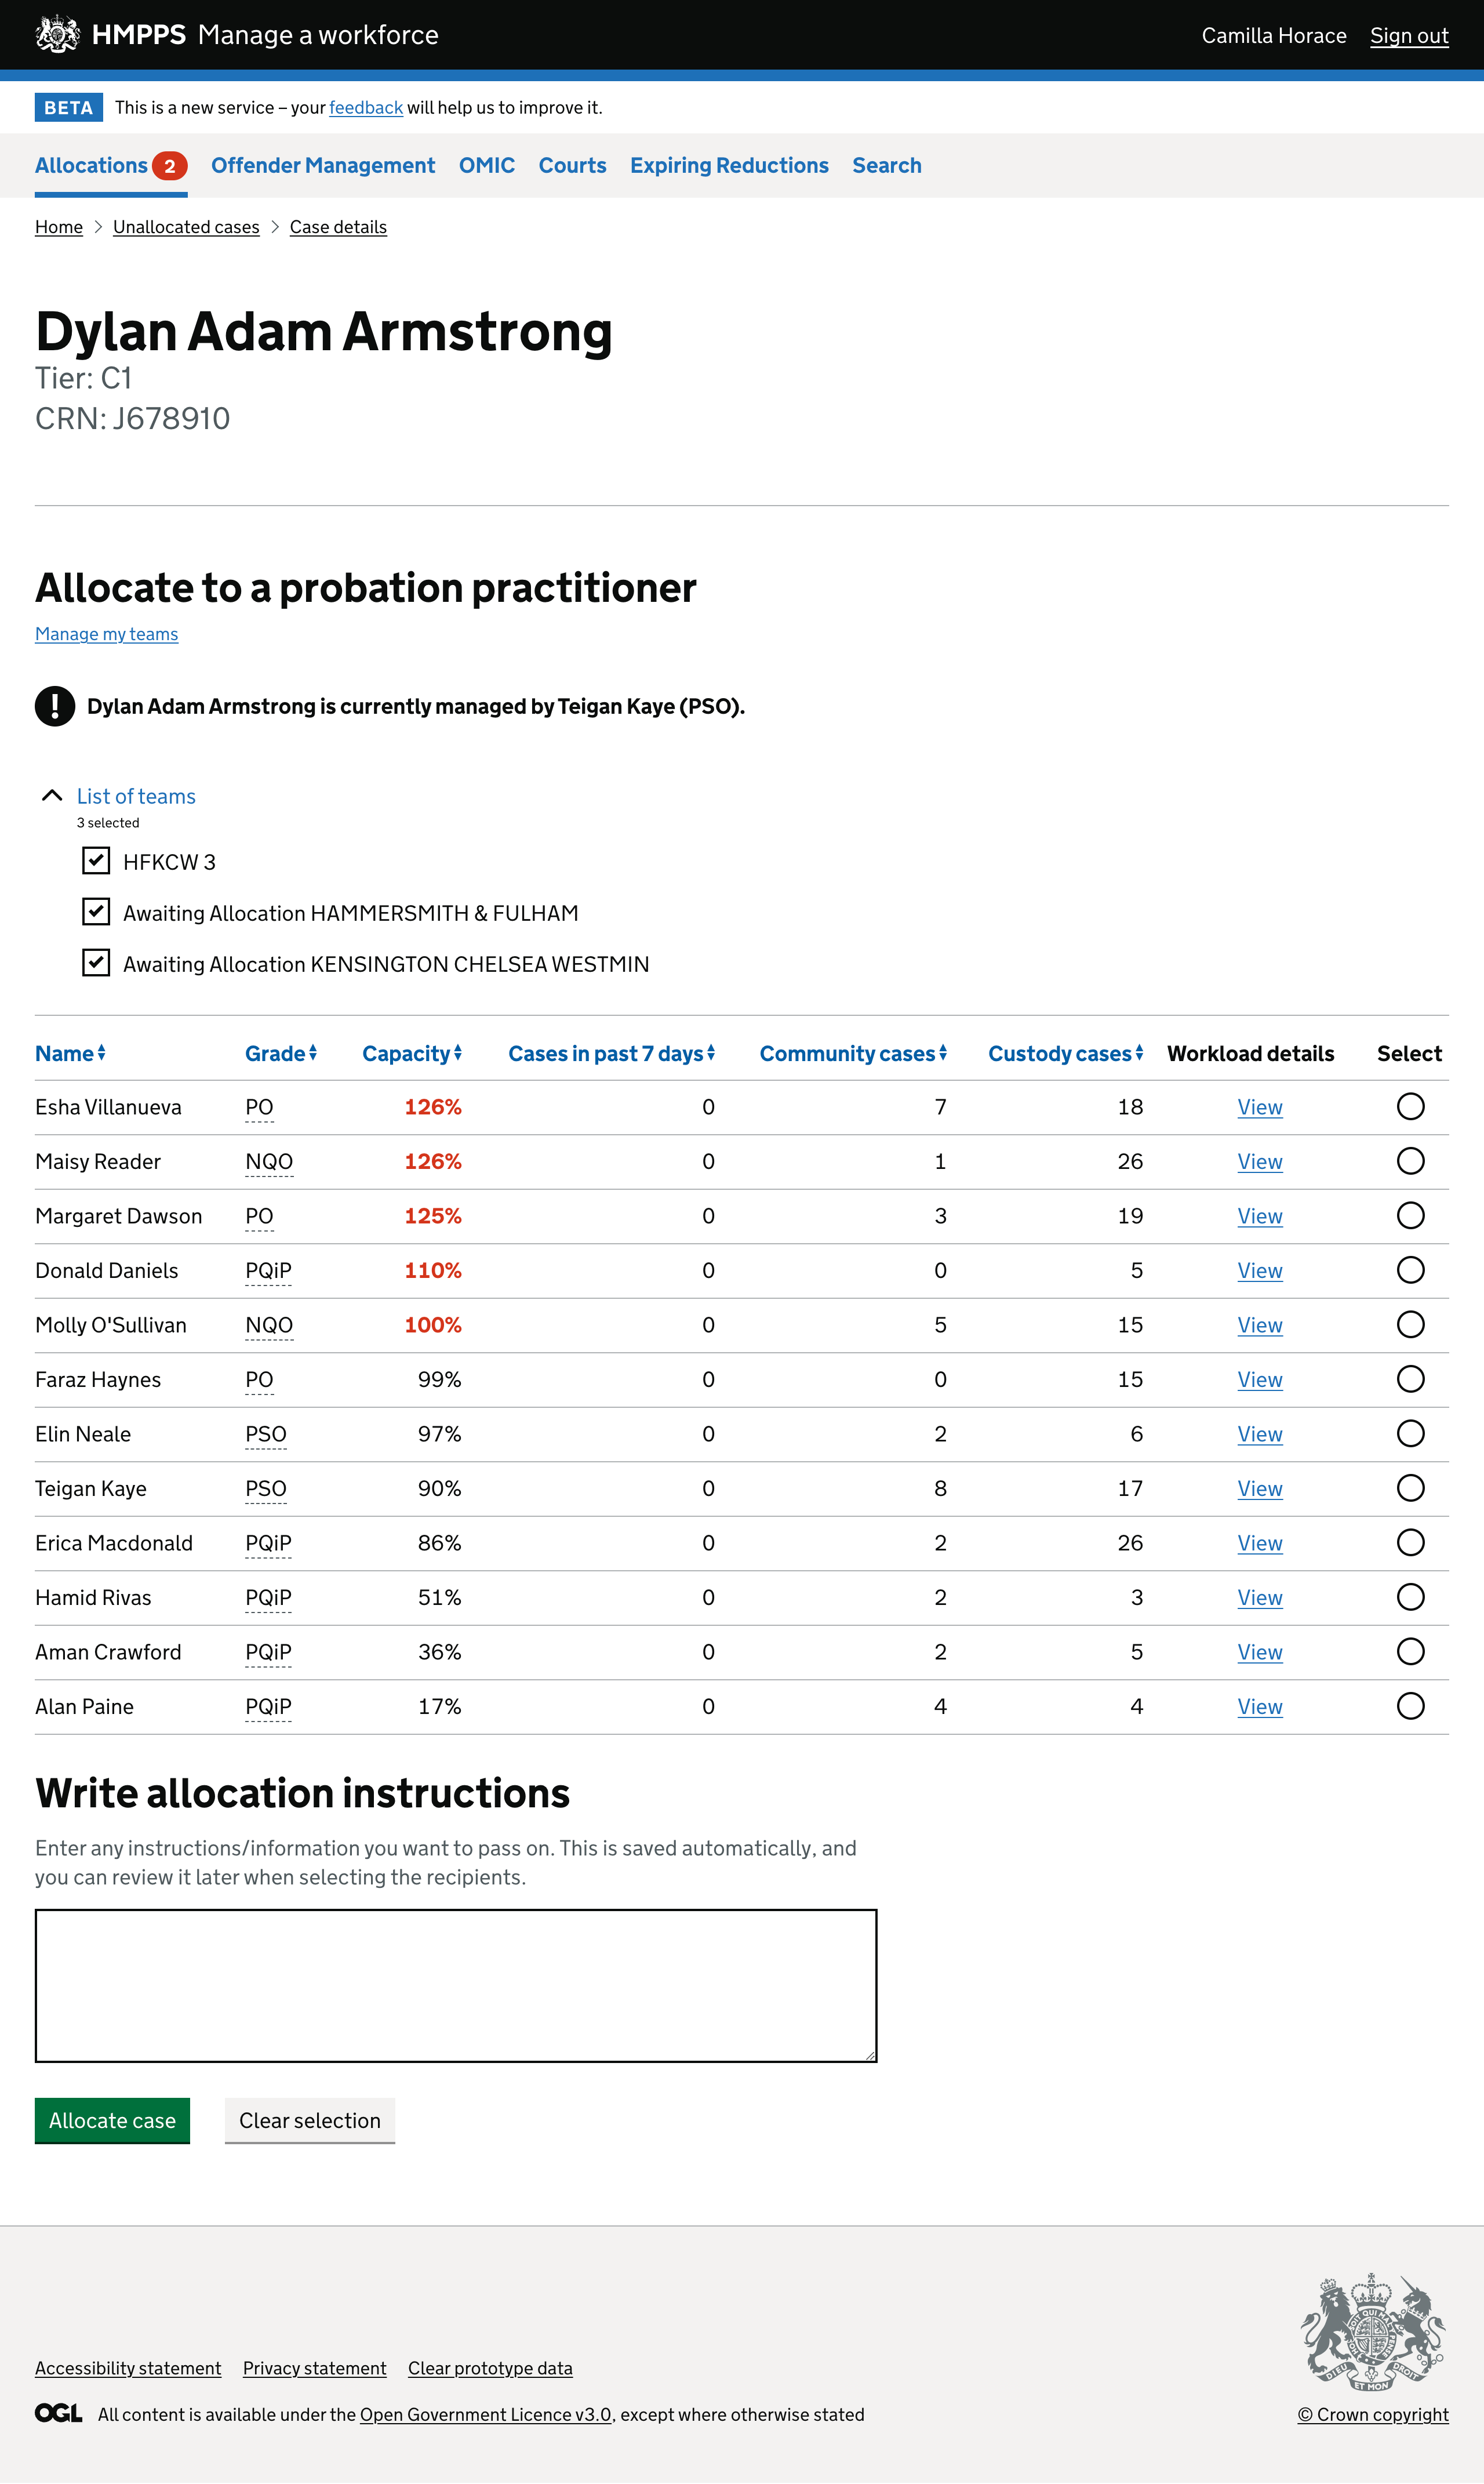 HMPPS Manage a workforce Camilla Horace Sign out
BETA This is a new service – your feedback will help us to improve it.
Allocations 2 Offender Management OMIC Courts Expiring Reductions Search
Home Unallocated cases Case details
Dylan Adam Armstrong
Tier: C1
CRN: J678910
Allocate to a probation practitioner
Manage my teams
! Dylan Adam Armstrong is currently managed by Teigan Kaye (PSO).
List of teams
3 selected
HFKCW 3
Awaiting Allocation HAMMERSMITH & FULHAM
Awaiting Allocation KENSINGTON CHELSEA WESTMIN
Name Grade Capacity Cases in past 7 days Community cases Custody cases Workload details Select
Esha Villanueva PO 126% 0 7 18 View
Maisy Reader NQO 126% 0 1 26 View
Margaret Dawson PO 125% 0 3 19 View
Donald Daniels PQiP 110% 0 0 5 View
Molly O'Sullivan NQO 100% 0 5 15 View
Faraz Haynes PO 99% 0 0 15 View
Elin Neale PSO 97% 0 2 6 View
Teigan Kaye PSO 90% 0 8 17 View
Erica Macdonald PQiP 86% 0 2 26 View
Hamid Rivas PQiP 51% 0 2 3 View
Aman Crawford PQiP 36% 0 2 5 View
Alan Paine PQiP 17% 0 4 4 View
Write allocation instructions
Enter any instructions/information you want to pass on. This is saved automatically, and
you can review it later when selecting the recipients.
Allocate case Clear selection
Accessibility statement Privacy statement Clear prototype data
DIEU ET MON DROIT
OGL All content is available under the Open Government Licence v3.0, except where otherwise stated
© Crown copyright